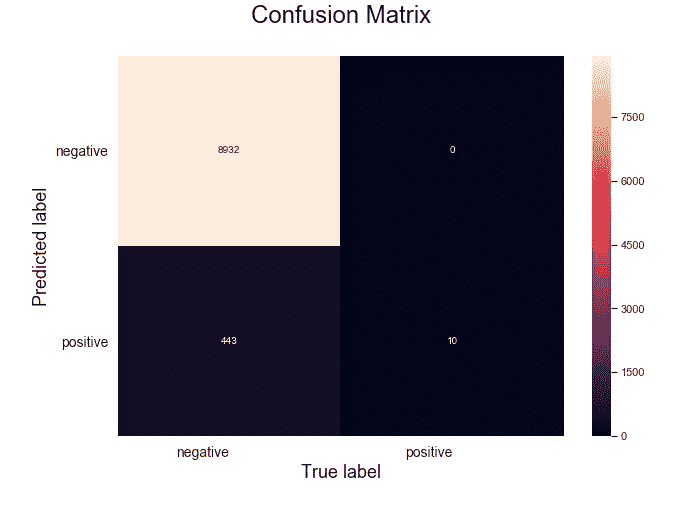 Confusion Matrix
negative
8932
0
7500
6000
4500
3000
1500
0
Predicted label
positive
443
10
negative
positive
True label